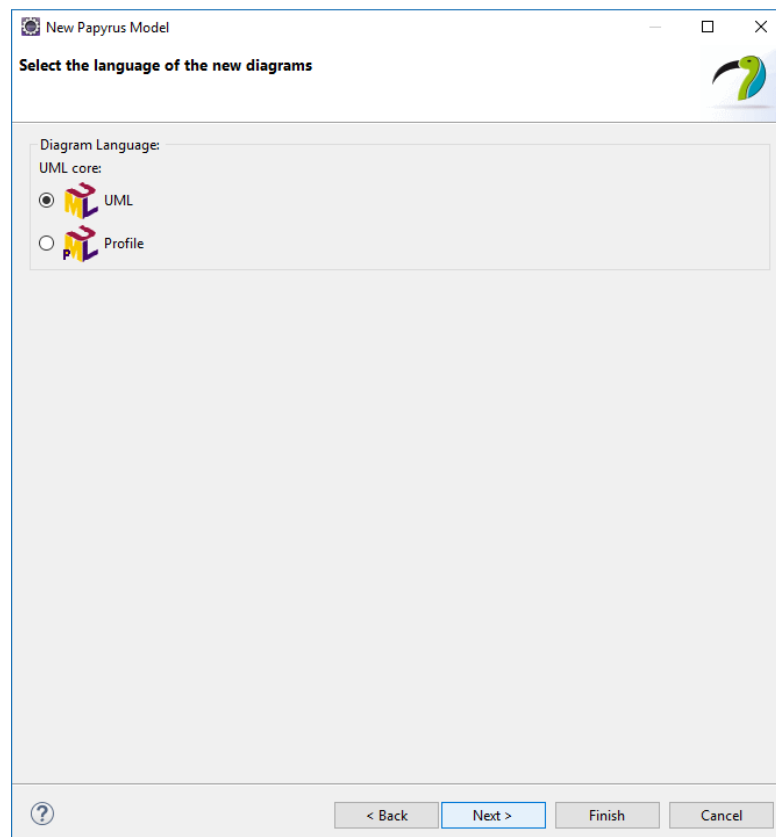 New Papyrus Model
Select the language of the new diagrams
Diagram Language:
UML core:
UML
Profile
< Back Next > Finish Cancel